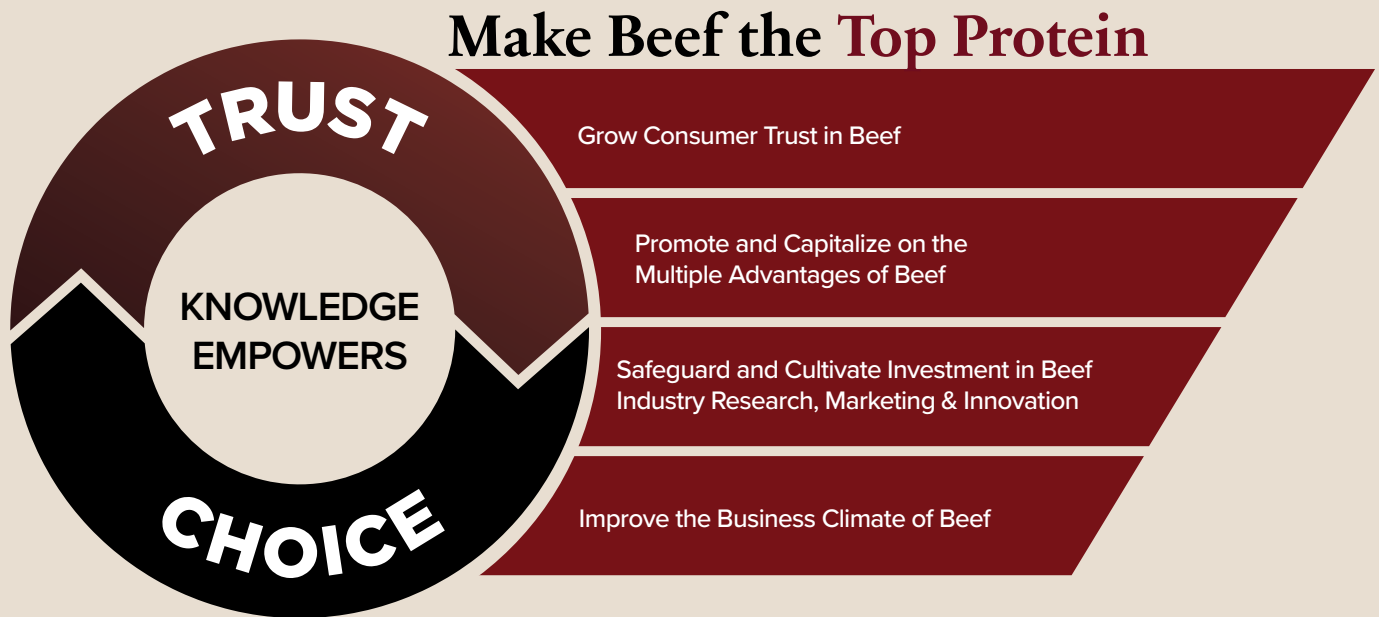 Make Beef the Top Protein
TRUST
KNOWLEDGE
EMPOWERS
CHOICE
Grow Consumer Trust in Beef
Promote and Capitalize on the
Multiple Advantages of Beef
Safeguard and Cultivate Investment in Beef
Industry Research, Marketing & Innovation
Improve the Business Climate of Beef